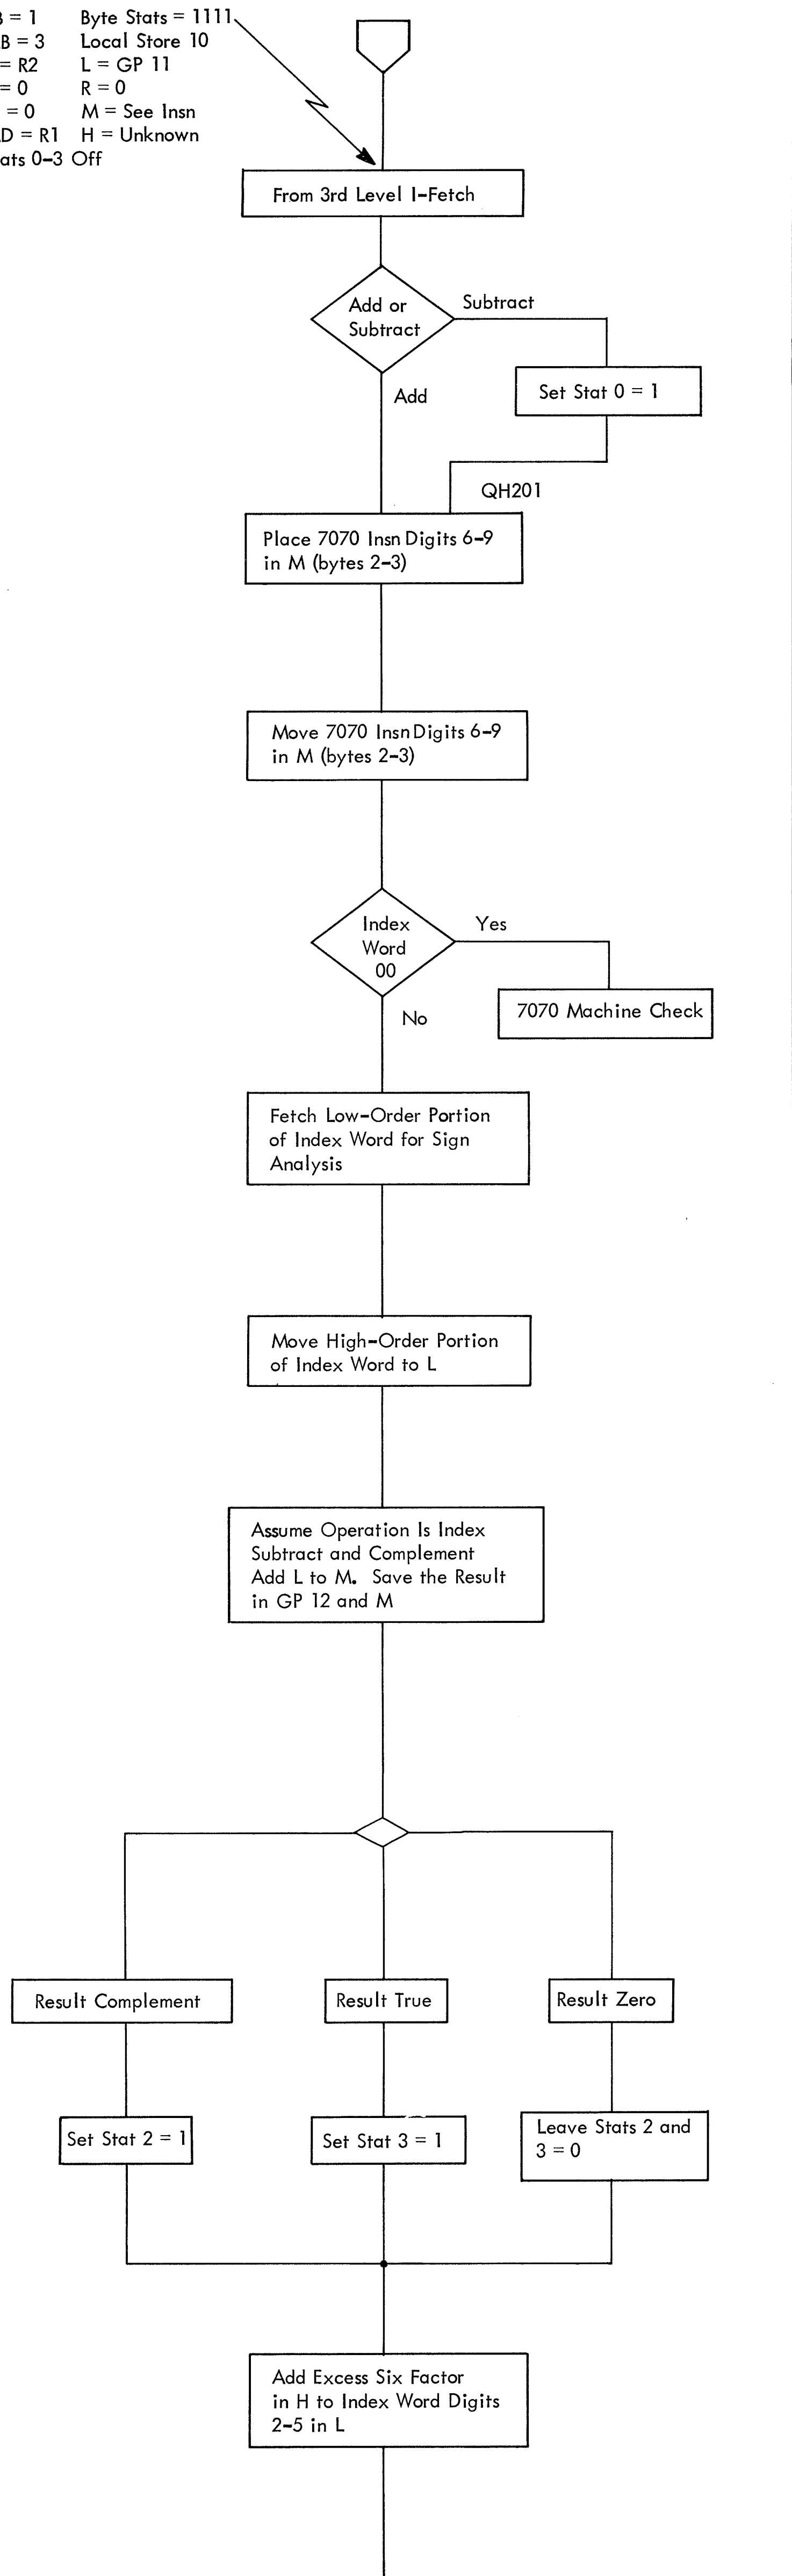 = 1 Byte Stats = 1111
B = 3 Local Store 10
= R2 L = GP 11
= 0 R = 0
= 0 M = See Insn
D = R1 H = Unknown
ats 0-3 Off
From 3rd Level I-Fetch
Add or
Subtract
Subtract
Add
Set Stat 0 = 1
QH201
Place 7070 Insn Digits 6-9
in M (bytes 2-3)
Move 7070 Insn Digits 6-9
in M (bytes 2-3)
Index
Word
00
Yes
No
7070 Machine Check
Fetch Low-Order Portion
of Index Word for Sign
Analysis
Move High-Order Portion
of Index Word to L
Assume Operation Is Index
Subtract and Complement
Add L to M. Save the Result
in GP 12 and M
Result Complement
Result True
Result Zero
Set Stat 2 = 1
Set Stat 3 = 1
Leave Stats 2 and
3 = 0
Add Excess Six Factor
in H to Index Word Digits
2-5 in L